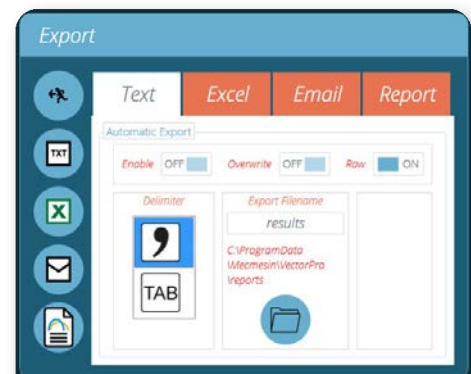 Export
Text Excel Email Report
TXT
X
Automatic Export
Enable OFF Overwrite OFF Raw ON
Delimiter Export Filename
, results
C:\ProgramData
\Mecmesin\VectorPro
\reports
TAB